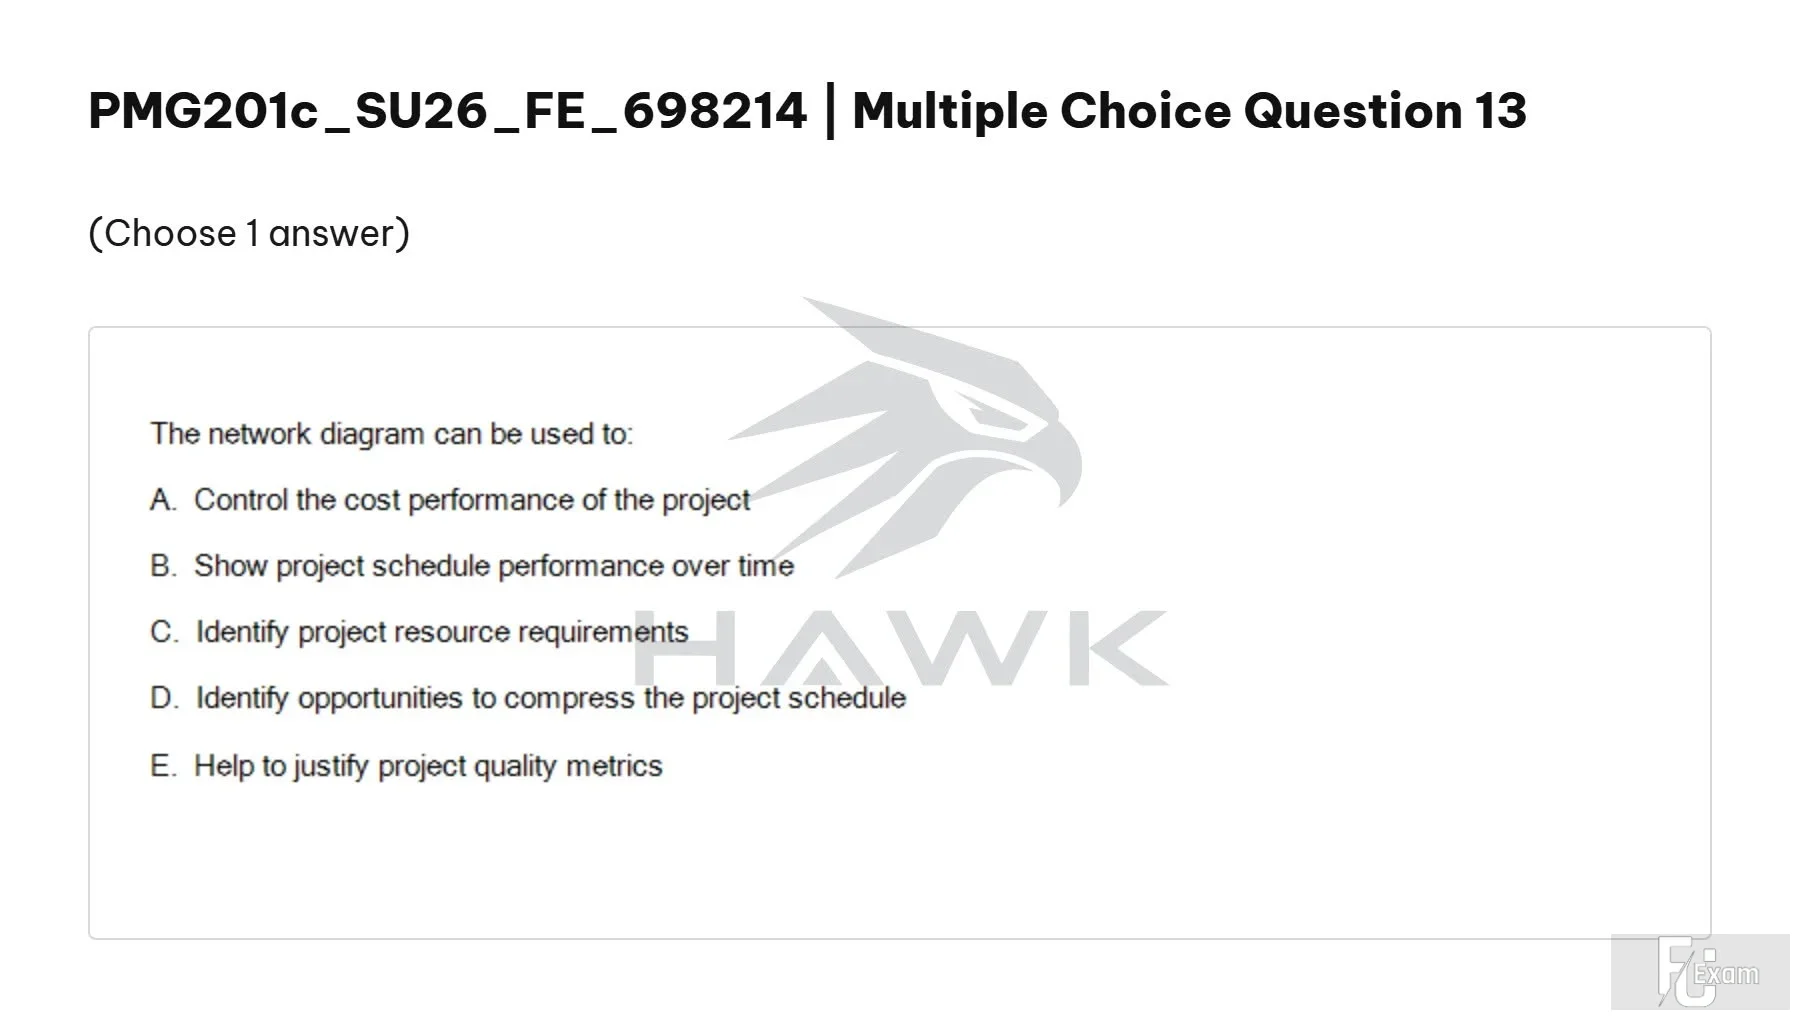 PMG201c_SU26_FE_698214 | Multiple Choice Question 13
(Choose 1 answer)
The network diagram can be used to:
A. Control the cost performance of the project
B. Show project schedule performance over time
C. Identify project resource requirements
HAWK
D. Identify opportunities to compress the project schedule
E. Help to justify project quality metrics
FU Exam